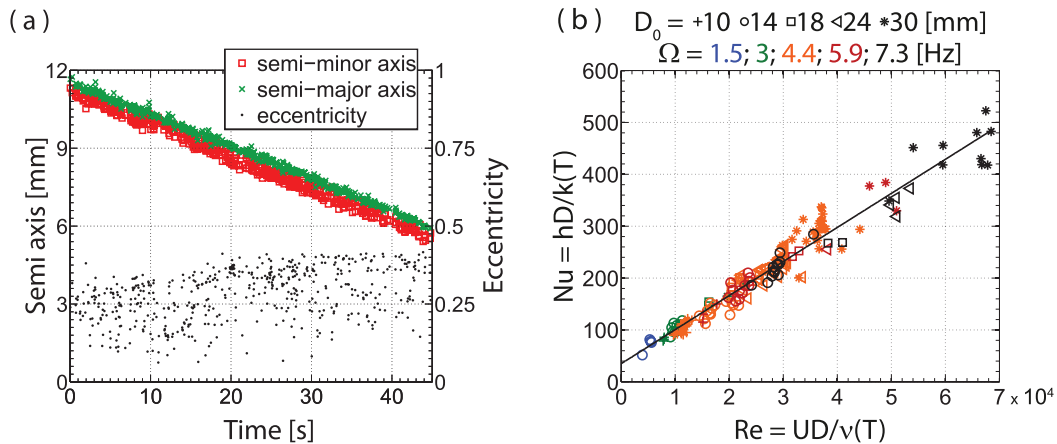 (a)
semi-minor axis
semi-major axis
eccentricity
12
9
6
3
0
Semi axis [mm]
1
0.75
0.5
0.25
0
Eccentricity
0 10 20 30 40
Time [s]
(b)
D₀ = +10 ○14 □18 ◁24 *30 [mm]
Ω = 1.5; 3; 4.4; 5.9; 7.3 [Hz]
600
500
400
300
200
100
0
Nu = hD/k(T)
0 1 2 3 4 5 6 7 × 10⁴
Re = UD/ν(T)